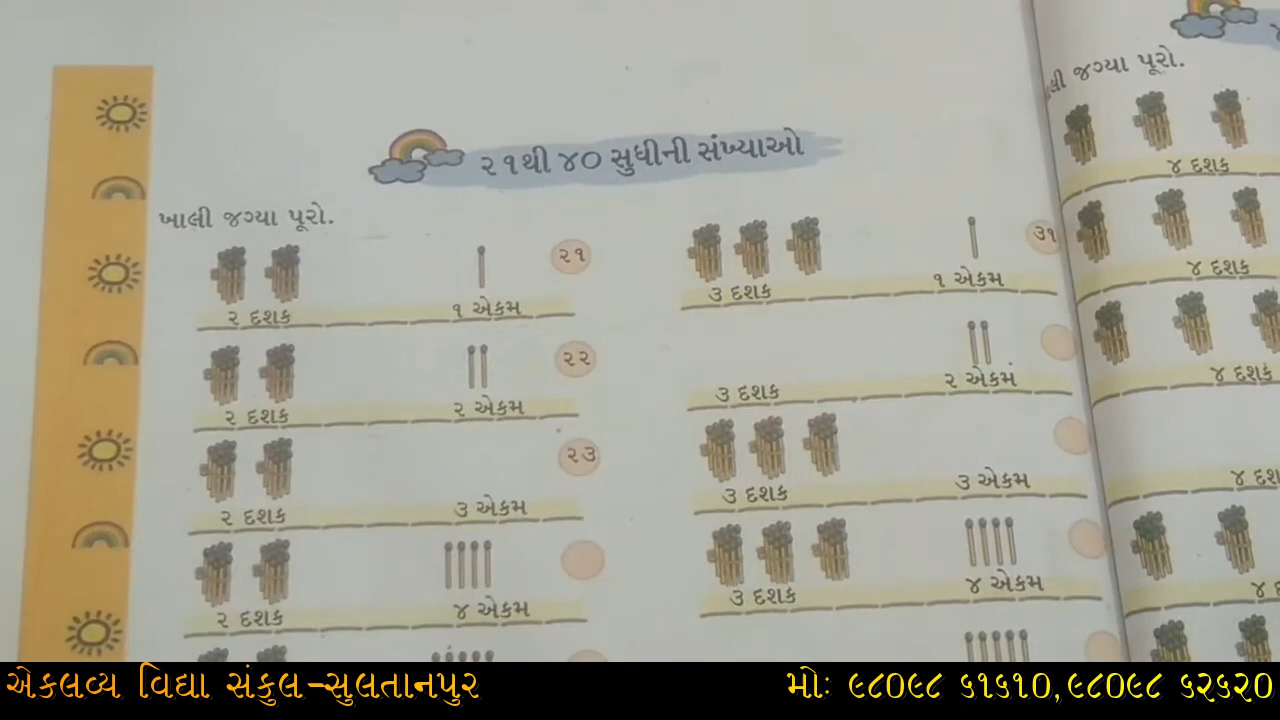 ૨૧થી ૪૦ સુધીની સંખ્યાઓ
ખાલી જગ્યા પૂરો.
૨૧
૨ દશક ૧ એકમ
૨૨
૨ દશક ૨ એકમ
૨૩
૨ દશક ૩ એકમ
૨ દશક ૪ એકમ
૩૧
૩ દશક ૧ એકમ
૩ દશક ૨ એકમ
૩ દશક ૩ એકમ
૩ દશક ૪ એકમ
જગ્યા પૂરો.
૪ દશક
૪ દશક
૪ દશક
૪
૪
એકલવ્ય વિદ્યા સંકુલ-સુલતાનપુર
મોઃ ૯૮૦૯૮ ૬૧૬૧૦,૯૮૦૯૮ ૬૨૬૨૦